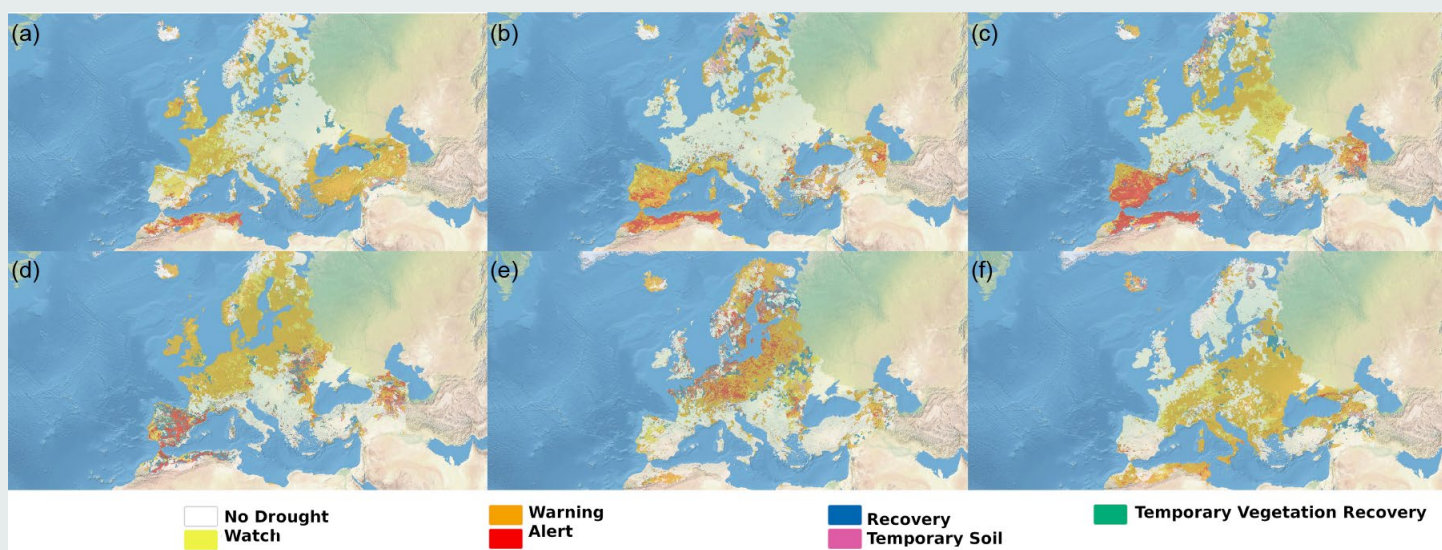 (a)
(b)
(c)
(d)
(e)
(f)
No Drought
Watch
Warning
Alert
Recovery
Temporary Soil
Temporary Vegetation Recovery